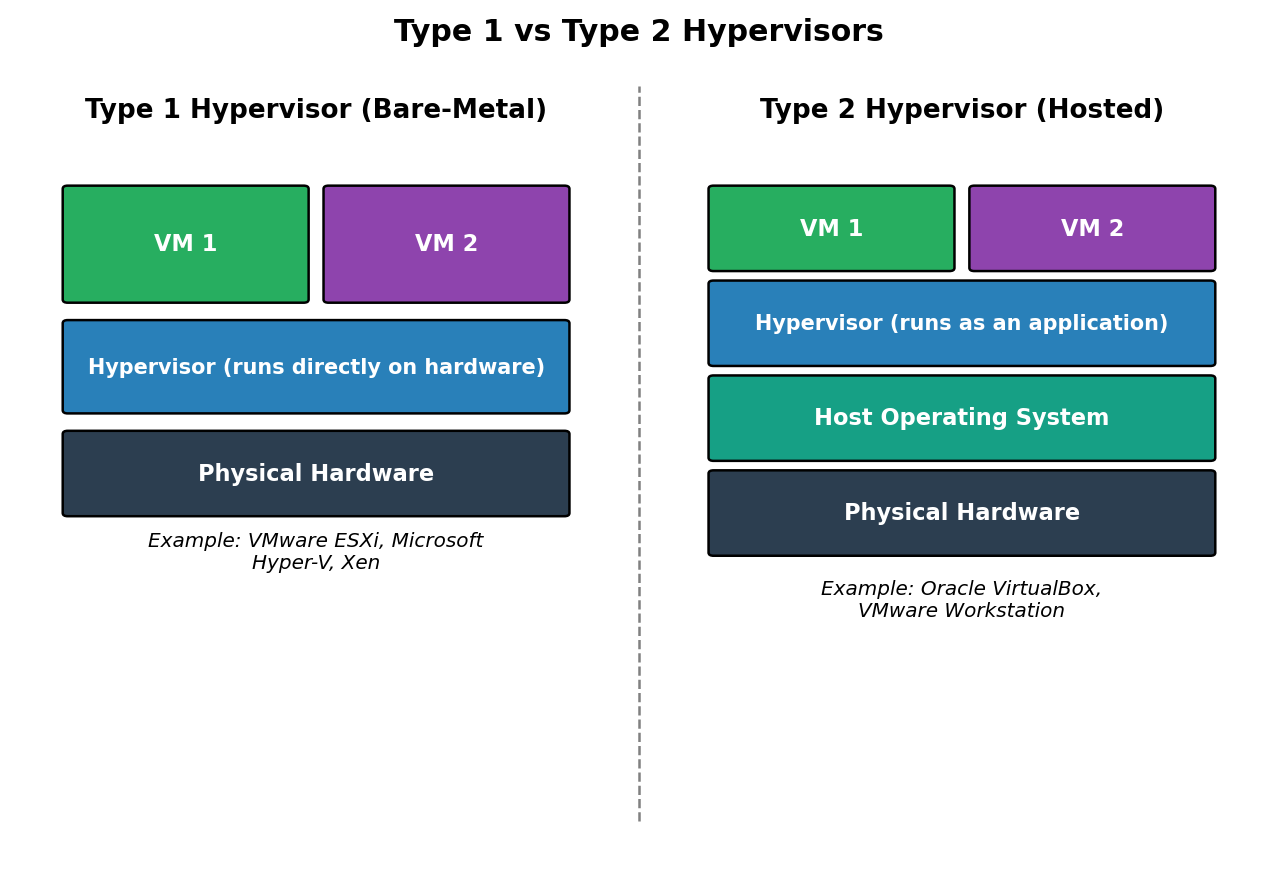 Type 1 vs Type 2 Hypervisors
Type 1 Hypervisor (Bare-Metal)
VM 1
VM 2
Hypervisor (runs directly on hardware)
Physical Hardware
Example: VMware ESXi, Microsoft
Hyper-V, Xen
Type 2 Hypervisor (Hosted)
VM 1
VM 2
Hypervisor (runs as an application)
Host Operating System
Physical Hardware
Example: Oracle VirtualBox,
VMware Workstation